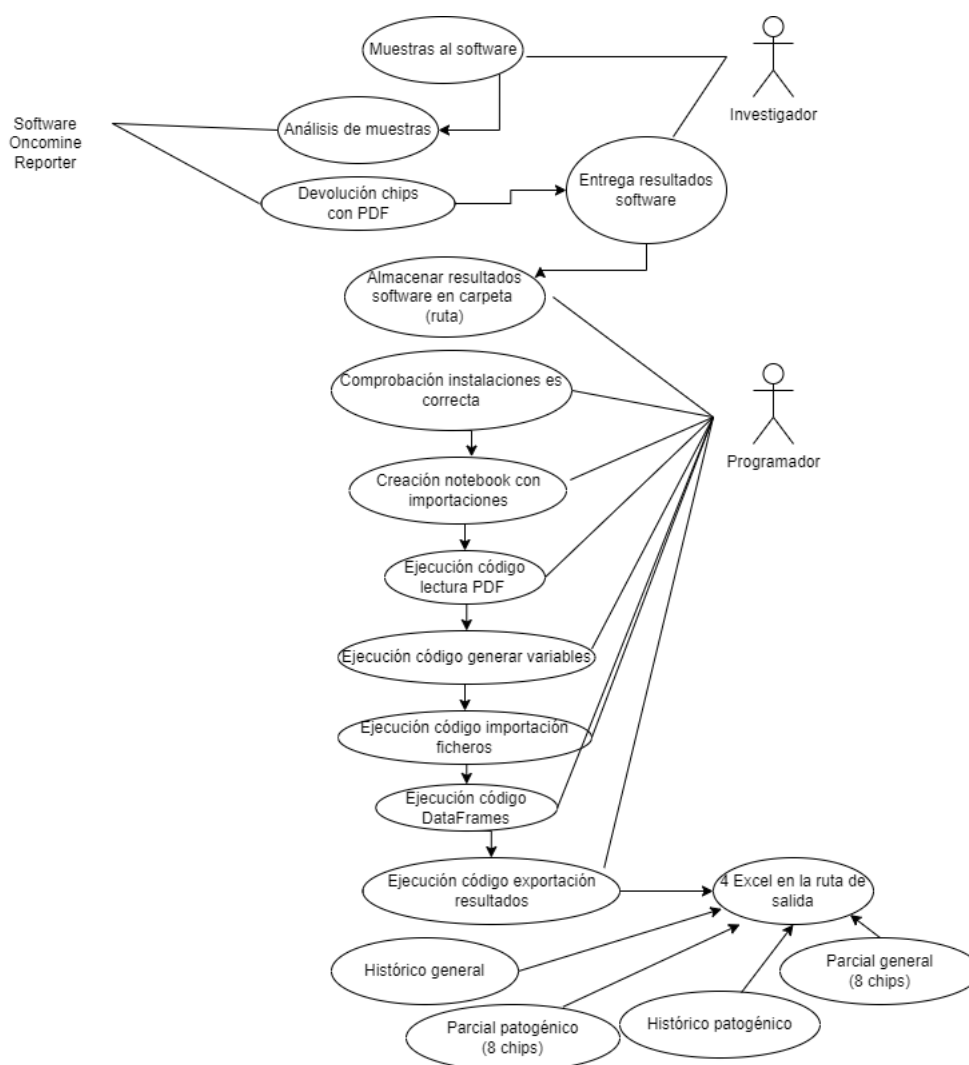 Muestras al software
Investigador
Software
Oncomine
Reporter
Análisis de muestras
Devolución chips
con PDF
Entrega resultados
software
Almacenar resultados
software en carpeta
(ruta)
Comprobación instalaciones es
correcta
Programador
Creación notebook con
importaciones
Ejecución código
lectura PDF
Ejecución código generar variables
Ejecución código importación
ficheros
Ejecución código
DataFrames
Ejecución código exportación
resultados
4 Excel en la ruta de
salida
Histórico general
Parcial patogénico
(8 chips)
Histórico patogénico
Parcial general
(8 chips)